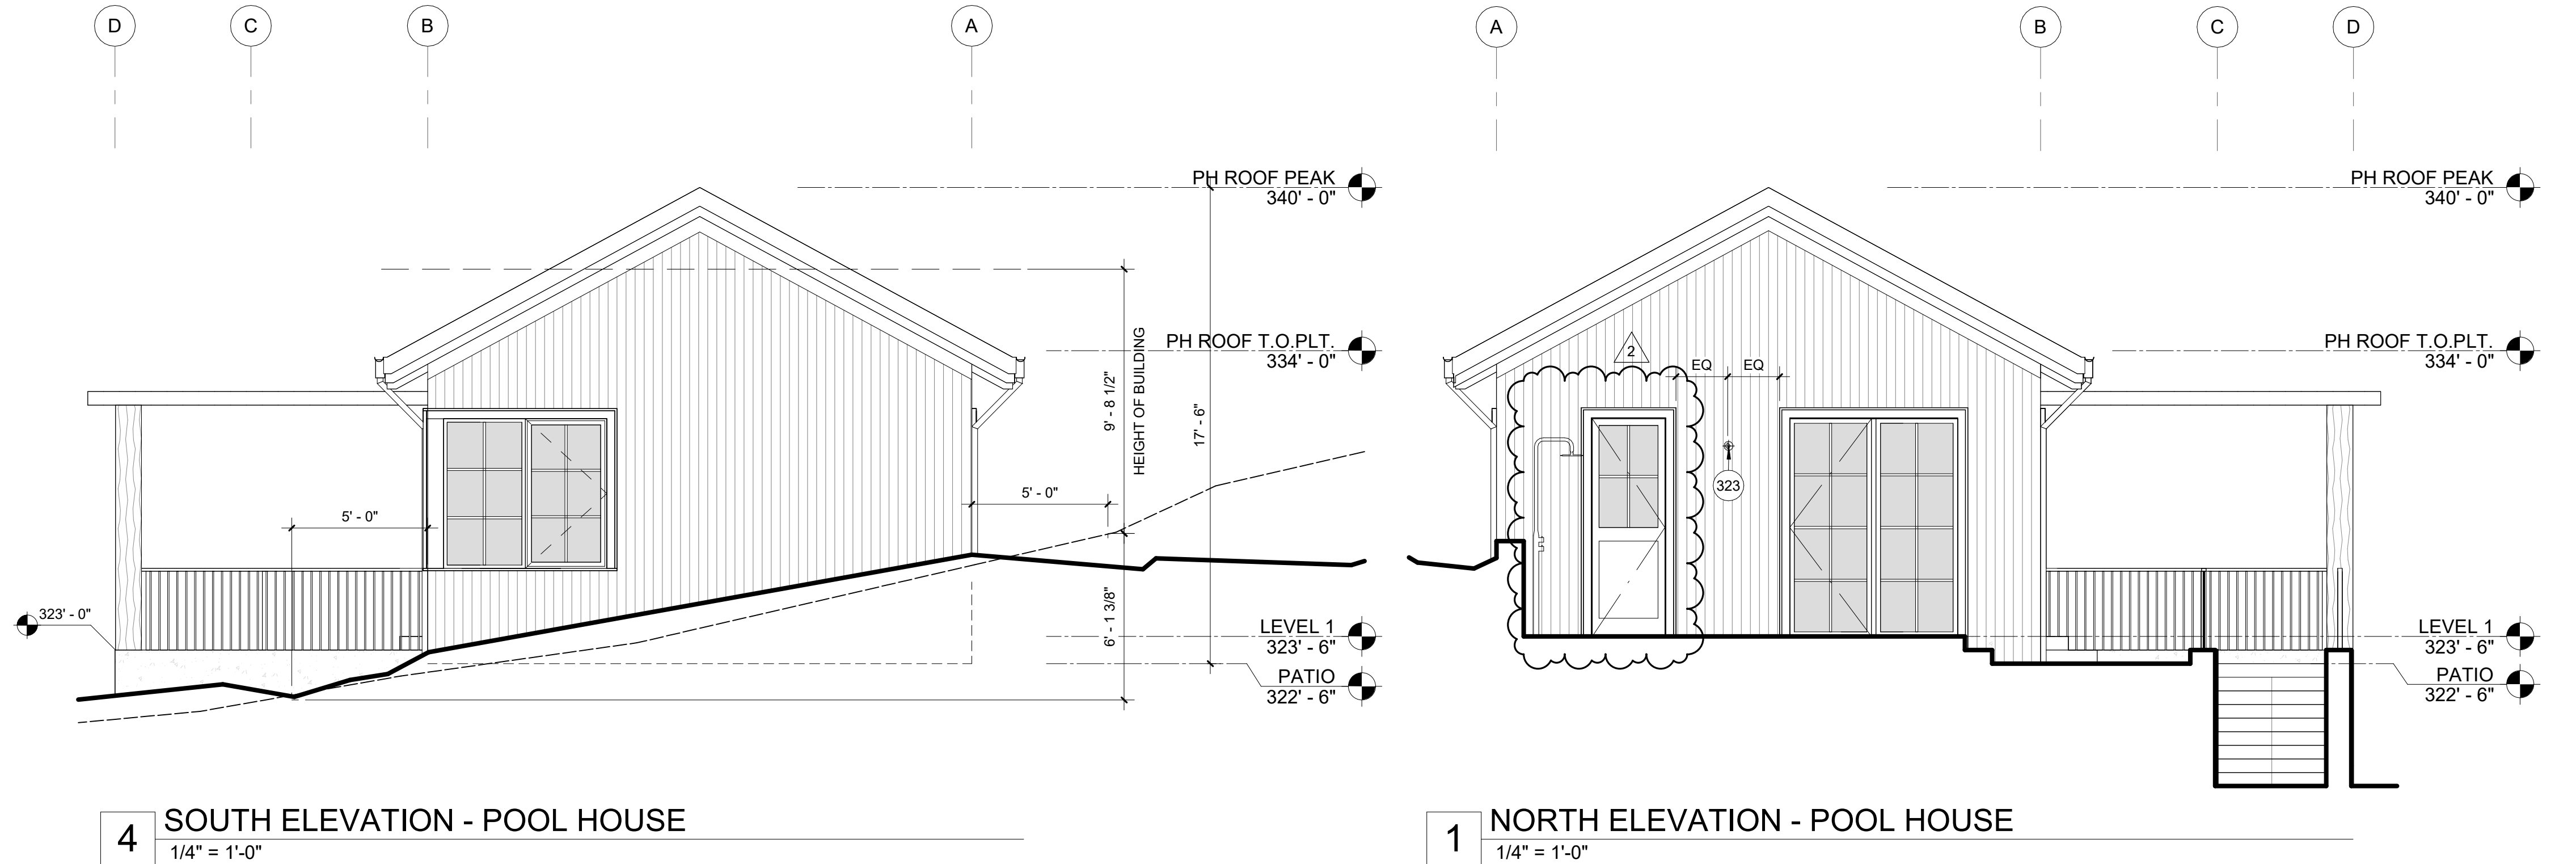 D C B A
PH ROOF PEAK
340' - 0"
PH ROOF T.O.PLT.
334' - 0"
9' - 8 1/2"
HEIGHT OF BUILDING
17' - 6"
5' - 0"
5' - 0"
323' - 0"
6' - 1 3/8"
LEVEL 1
323' - 6"
PATIO
322' - 6"
4
SOUTH ELEVATION - POOL HOUSE
1/4" = 1'-0"
A B C D
PH ROOF PEAK
340' - 0"
PH ROOF T.O.PLT.
334' - 0"
2
EQ EQ
323
LEVEL 1
323' - 6"
PATIO
322' - 6"
1
NORTH ELEVATION - POOL HOUSE
1/4" = 1'-0"